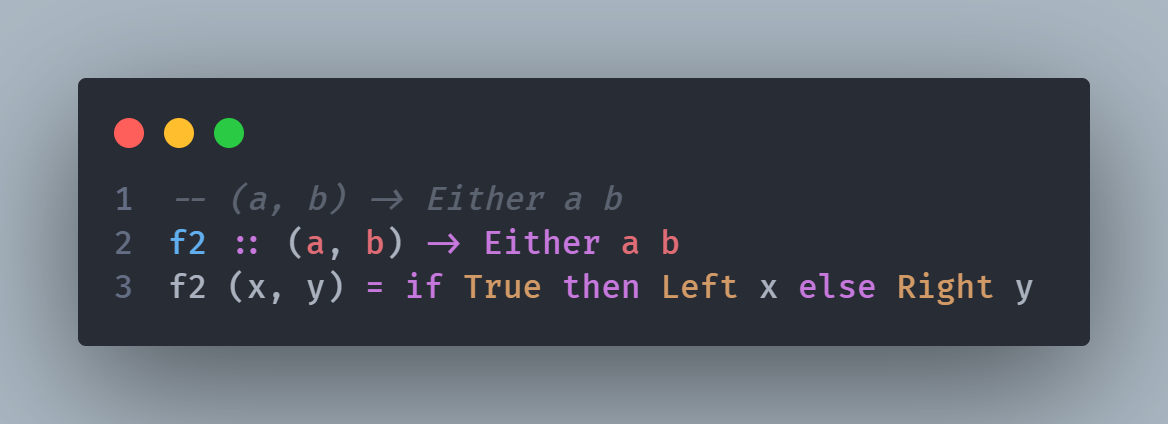 1 -- (a, b) -> Either a b
2 f2 :: (a, b) -> Either a b
3 f2 (x, y) = if True then Left x else Right y